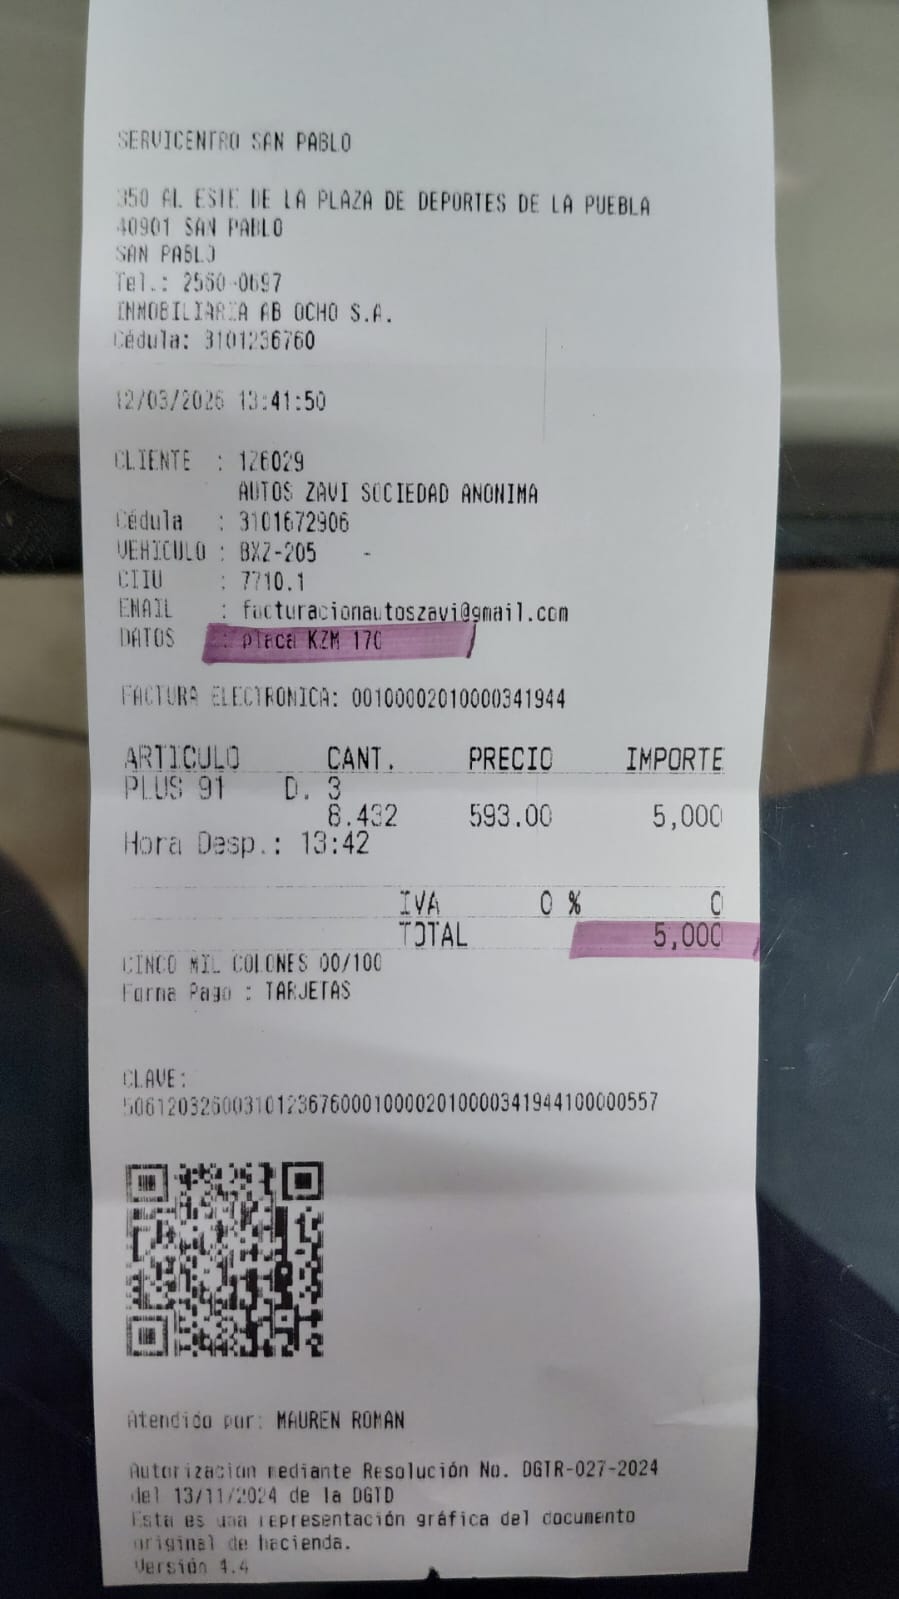 SERVICENTRO SAN PABLO
350 AL ESTE DE LA PLAZA DE DEPORTES DE LA PUEBLA
40901 SAN PABLO
SAN PABLO
Tel.: 2560-0697
INMOBILIARIA AB OCHO S.A.
Cédula: 3101236760
12/03/2026 13:41:50
CLIENTE : 126029
AUTOS ZAVI SOCIEDAD ANONIMA
Cédula : 3101672906
VEHICULO : BXZ-205 -
CIIU : 7710.1
EMAIL : facturacionautoszavi@gmail.com
DATOS : placa KZM 170
FACTURA ELECTRONICA: 00100002010000341944
ARTICULO CANT. PRECIO IMPORTE
PLUS 91 D. 3
8.432 593.00 5,000
Hora Desp.: 13:42
IVA 0 % 0
TOTAL 5,000
CINCO MIL COLONES 00/100
Forma Pago : TARJETAS
CLAVE:
50612032600310123676000100002010000341944100000557
Atendido por: MAUREN ROMAN
Autorizacion mediante Resolución No. DGTR-027-2024
del 13/11/2024 de la DGTD
Esta es una representación gráfica del documento
original de hacienda.
Versión 4.4